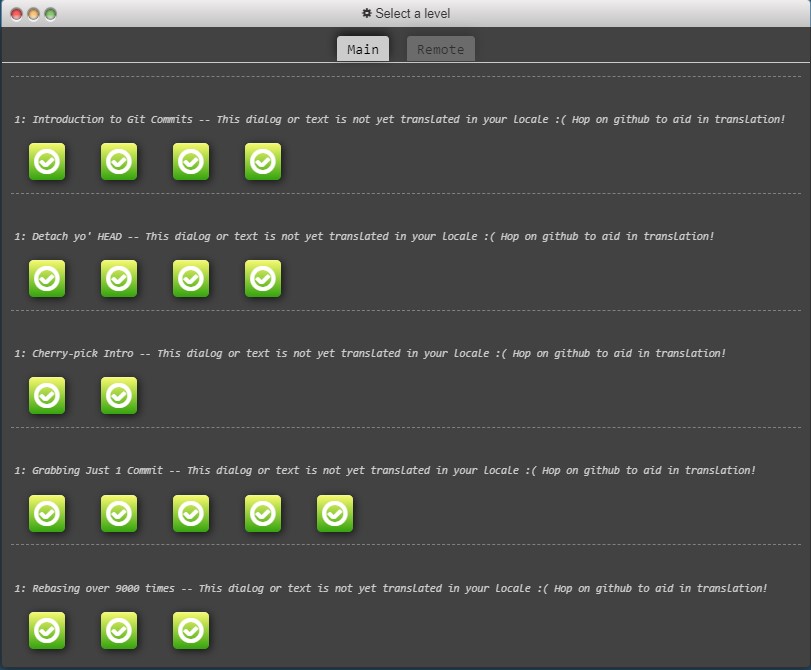 Select a level
Main Remote
1: Introduction to Git Commits -- This dialog or text is not yet translated in your locale :( Hop on github to aid in translation!
1: Detach yo' HEAD -- This dialog or text is not yet translated in your locale :( Hop on github to aid in translation!
1: Cherry-pick Intro -- This dialog or text is not yet translated in your locale :( Hop on github to aid in translation!
1: Grabbing Just 1 Commit -- This dialog or text is not yet translated in your locale :( Hop on github to aid in translation!
1: Rebasing over 9000 times -- This dialog or text is not yet translated in your locale :( Hop on github to aid in translation!